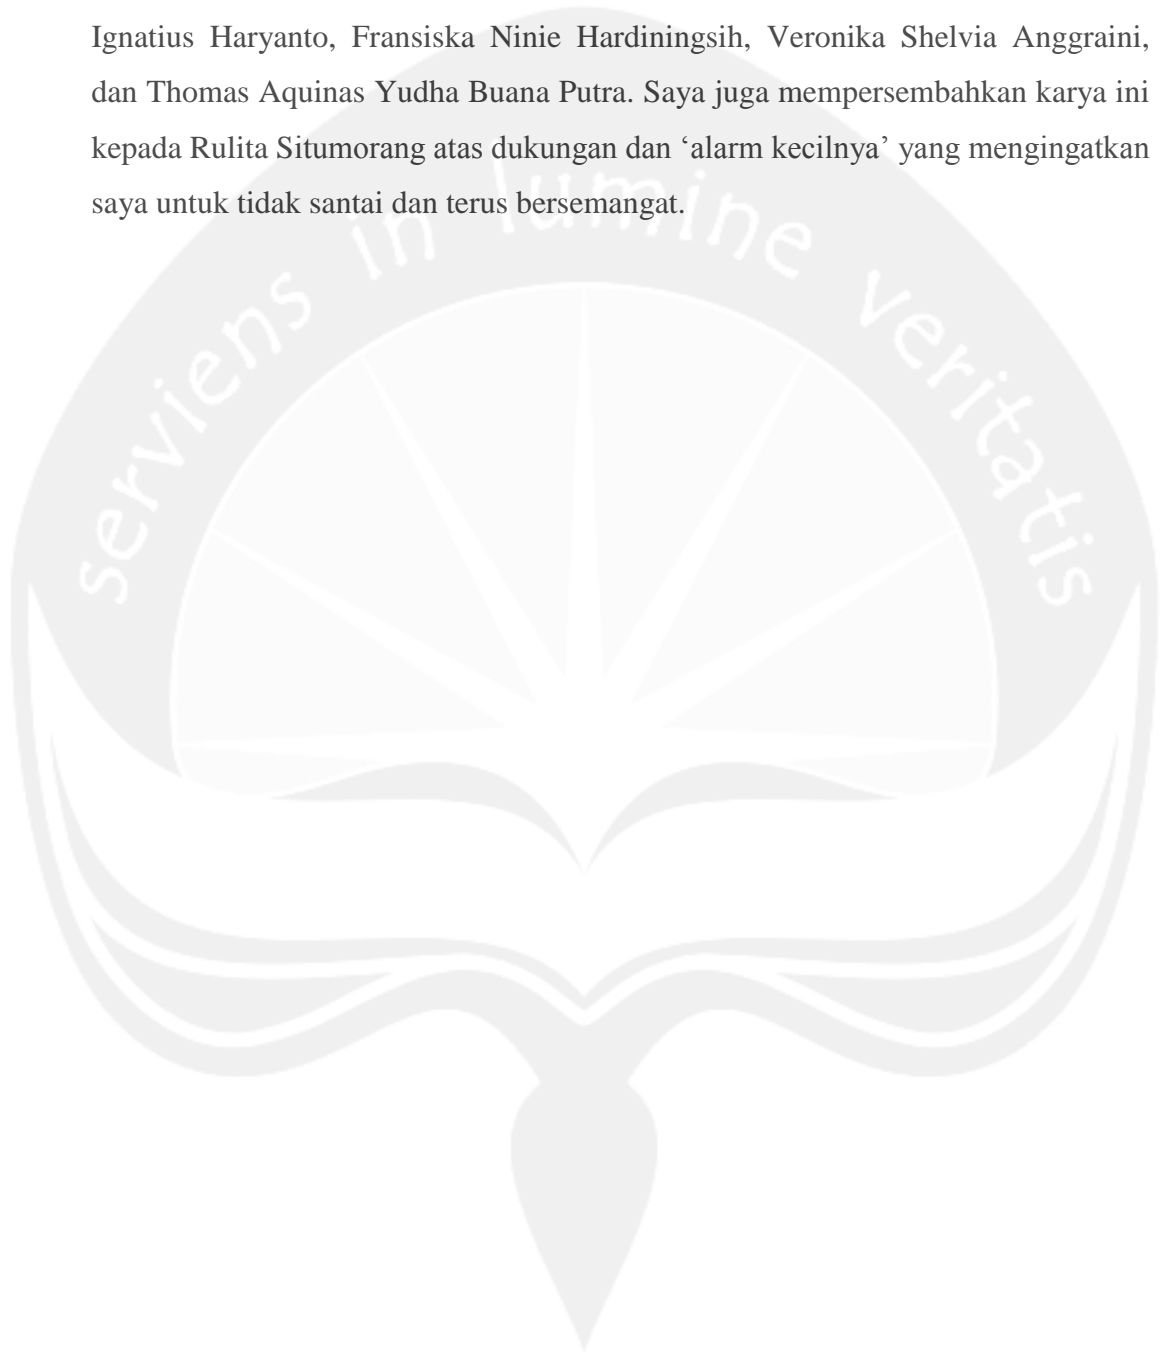 Ignatius Haryanto, Fransiska Ninie Hardiningsih, Veronika Shelvia Anggraini,
dan Thomas Aquinas Yudha Buana Putra. Saya juga mempersembahkan karya ini
kepada Rulita Situmorang atas dukungan dan ‘alarm kecilnya’ yang mengingatkan
saya untuk tidak santai dan terus bersemangat.
serviens in lumine veritatis